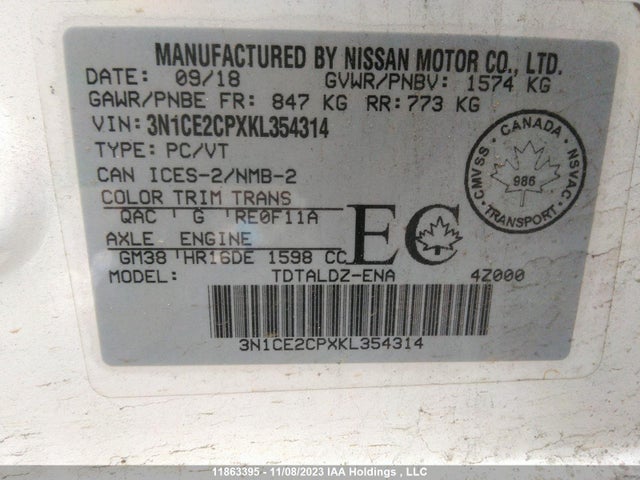 MANUFACTURED BY NISSAN MOTOR CO., LTD.
DATE: 09/18 GVWR/PNBV: 1574 KG
GAWR/PNBE FR: 847 KG RR: 773 KG
VIN: 3N1CE2CPXKL354314
TYPE: PC/VT
CAN ICES-2/NMB-2
COLOR TRIM TRANS
QAC G RE0F11A
AXLE ENGINE
GM38 HR16DE 1598 CC
MODEL: TDTALDZ-ENA 4Z000
EC
CANADA
CMVSS NSVAC
986
TRANSPORT
3N1CE2CPXKL354314
11863395 - 11/08/2023 IAA Holdings , LLC